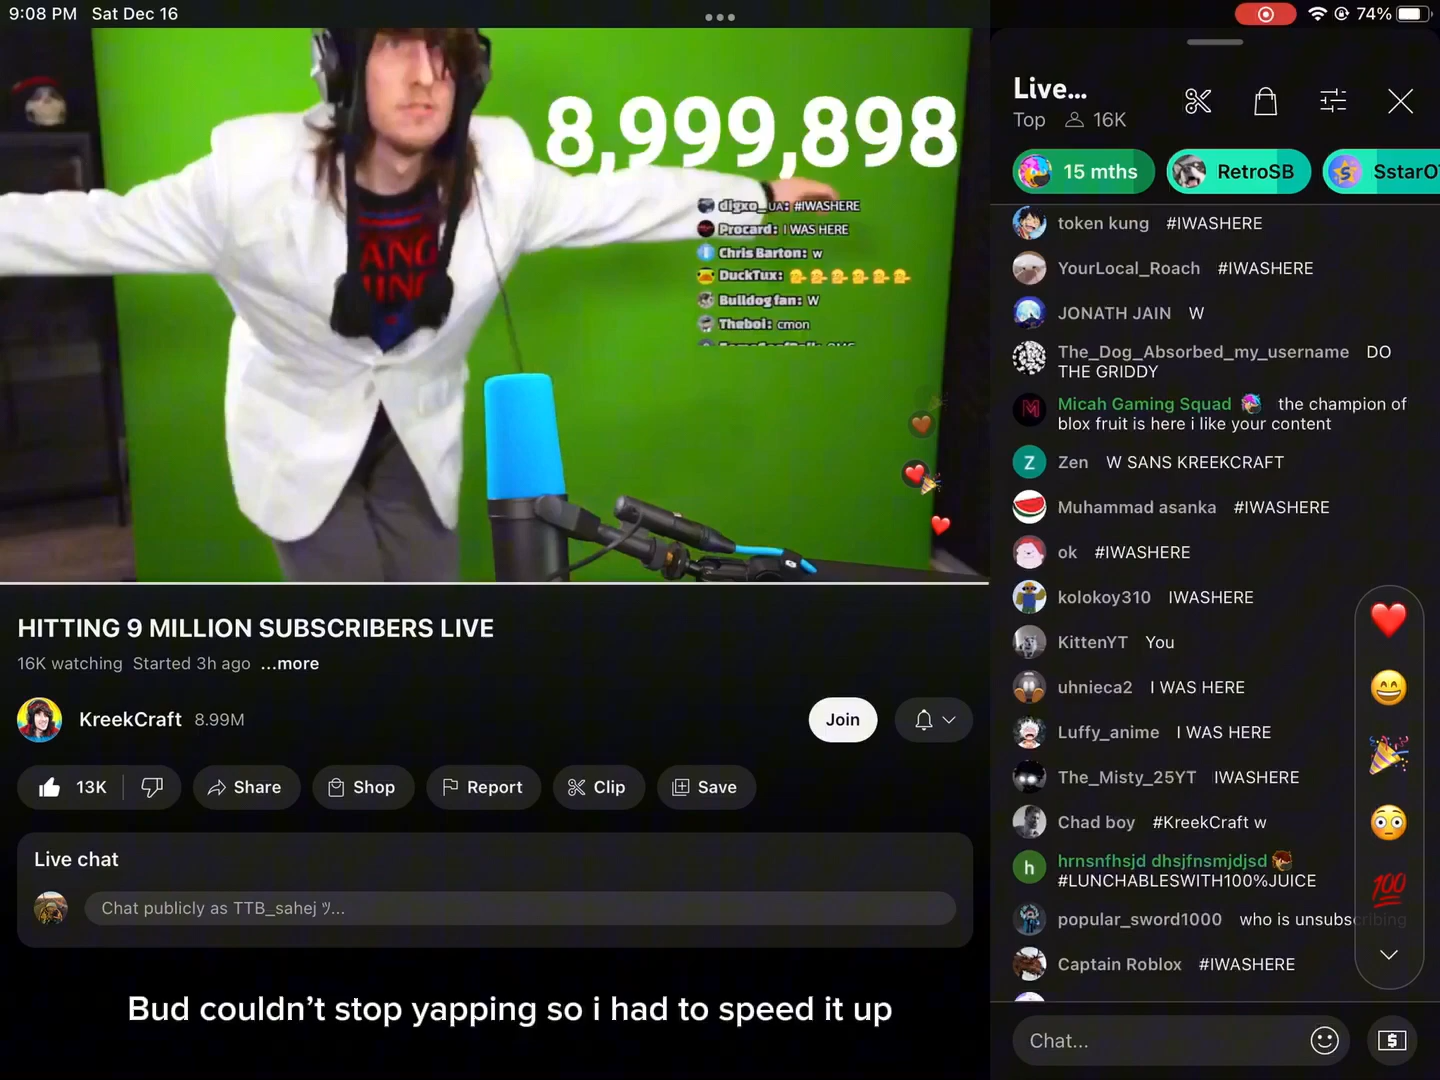 9:08 PM Sat Dec 16
74%
8,999,898
digxo_UA: #IWASHERE
Procard: I WAS HERE
Chris Barton: w
DuckTux:
Bulldog fan: W
Theboi: cmon
HITTING 9 MILLION SUBSCRIBERS LIVE
16K watching Started 3h ago ...more
KreekCraft 8.99M
Join
13K
Share
Shop
Report
Clip
Save
Live chat
Chat publicly as TTB_sahej ツ...
Bud couldn't stop yapping so i had to speed it up
Live...
Top 16K
15 mths
RetroSB
token kung #IWASHERE
YourLocal_Roach #IWASHERE
JONATH JAIN W
The_Dog_Absorbed_my_username DO
THE GRIDDY
Micah Gaming Squad the champion of
blox fruit is here i like your content
Z
Zen W SANS KREEKCRAFT
Muhammad asanka #IWASHERE
ok #IWASHERE
kolokoy310 IWASHERE
KittenYT You
uhnieca2 I WAS HERE
Luffy_anime I WAS HERE
The_Misty_25YT IWASHERE
Chad boy #KreekCraft w
h
hrnsnfhsjd dhsjfnsmjdjsd
#LUNCHABLESWITH100%JUICE
popular_sword1000 who is unsubscribing
Captain Roblox #IWASHERE
100
Chat...
$